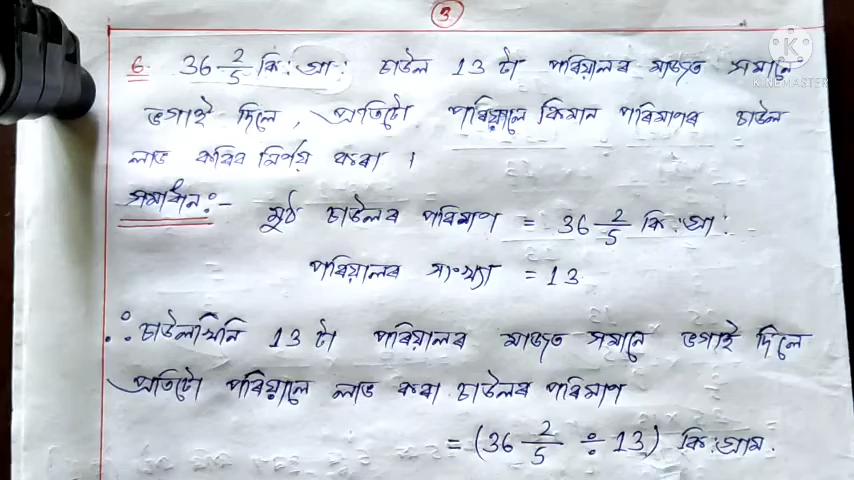 3
6. 36 2/5 কি:গ্ৰা: চাউল 13 টা পৰিয়ালৰ মাজত সমানে
ভগাই দিলে, প্ৰতিটো পৰিয়ালে কিমান পৰিমাণৰ চাউল
লাভ কৰিব নিৰ্ণয় কৰা ।
সমাধান:- মুঠ চাউলৰ পৰিমাণ = 36 2/5 কি:গ্ৰা:
পৰিয়ালৰ সংখ্যা = 13
∴ চাউলখিনি 13 টা পৰিয়ালৰ মাজত সমানে ভগাই দিলে
প্ৰতিটো পৰিয়ালে লাভ কৰা চাউলৰ পৰিমাণ
= (36 2/5 ÷ 13) কি:গ্ৰাম.
K
KINEMASTER